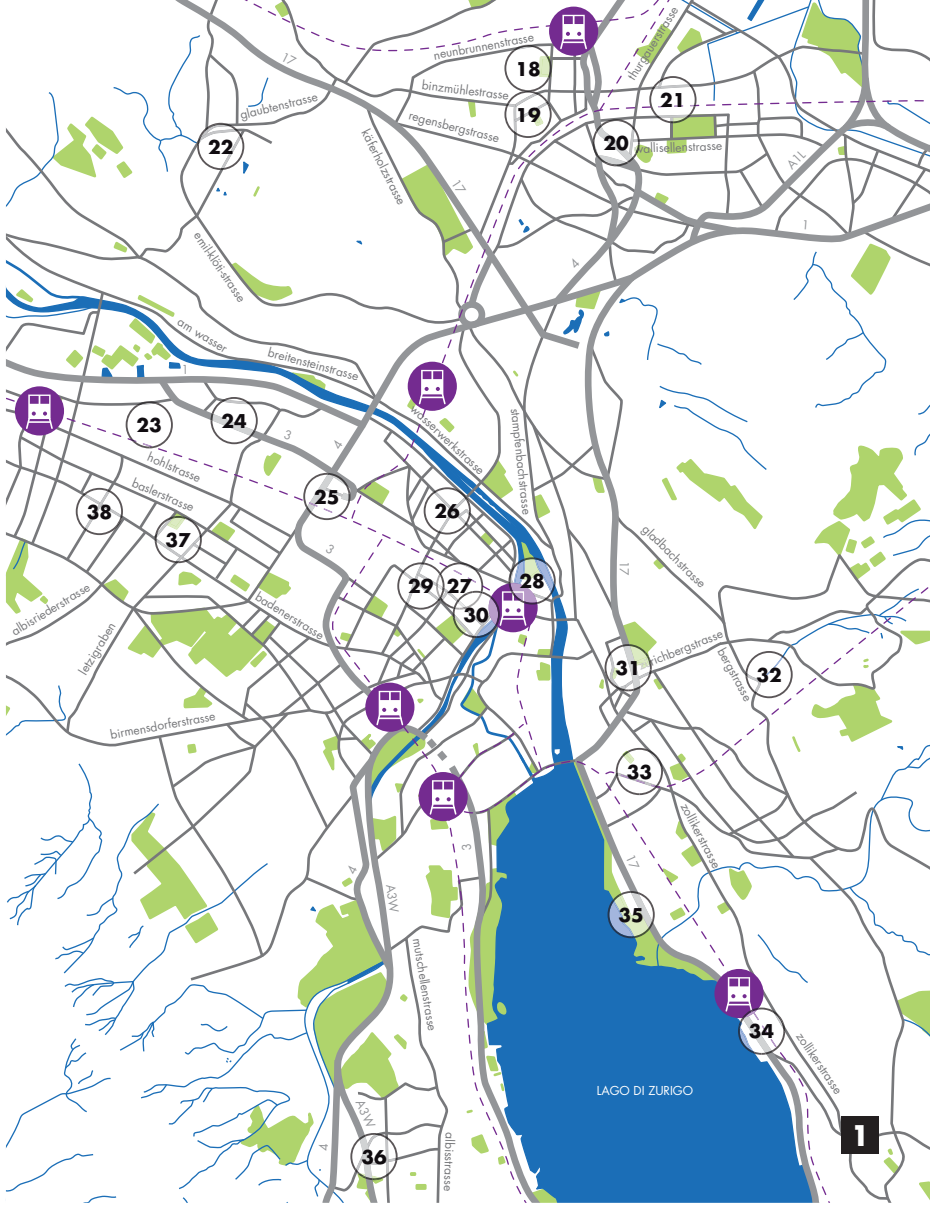 17
neunbrunnenstrasse
thurgauerstrasse
18
binzmühlestrasse
glaubtenstrasse
21
19
regensbergstrasse
22
20
wallisellenstrasse
käferholzstrasse
17
A1L
1
emil-klöti-strasse
4
am wasser
breitensteinstrasse
1
wasserwerkstrasse
stampfenbachstrasse
23
24
3
4
hohlstrasse
baslerstrasse
25
38
26
37
3
gladbachstrasse
17
29
27
28
30
albisriederstrasse
badenerstrasse
letzigraben
31
richbergstrasse
bergstrasse
32
birmensdorferstrasse
33
zollikerstrasse
3
17
4
A3W
35
mutschellenstrasse
34
zollikerstrasse
LAGO DI ZURIGO
A3W
1
4
36
albisstrasse